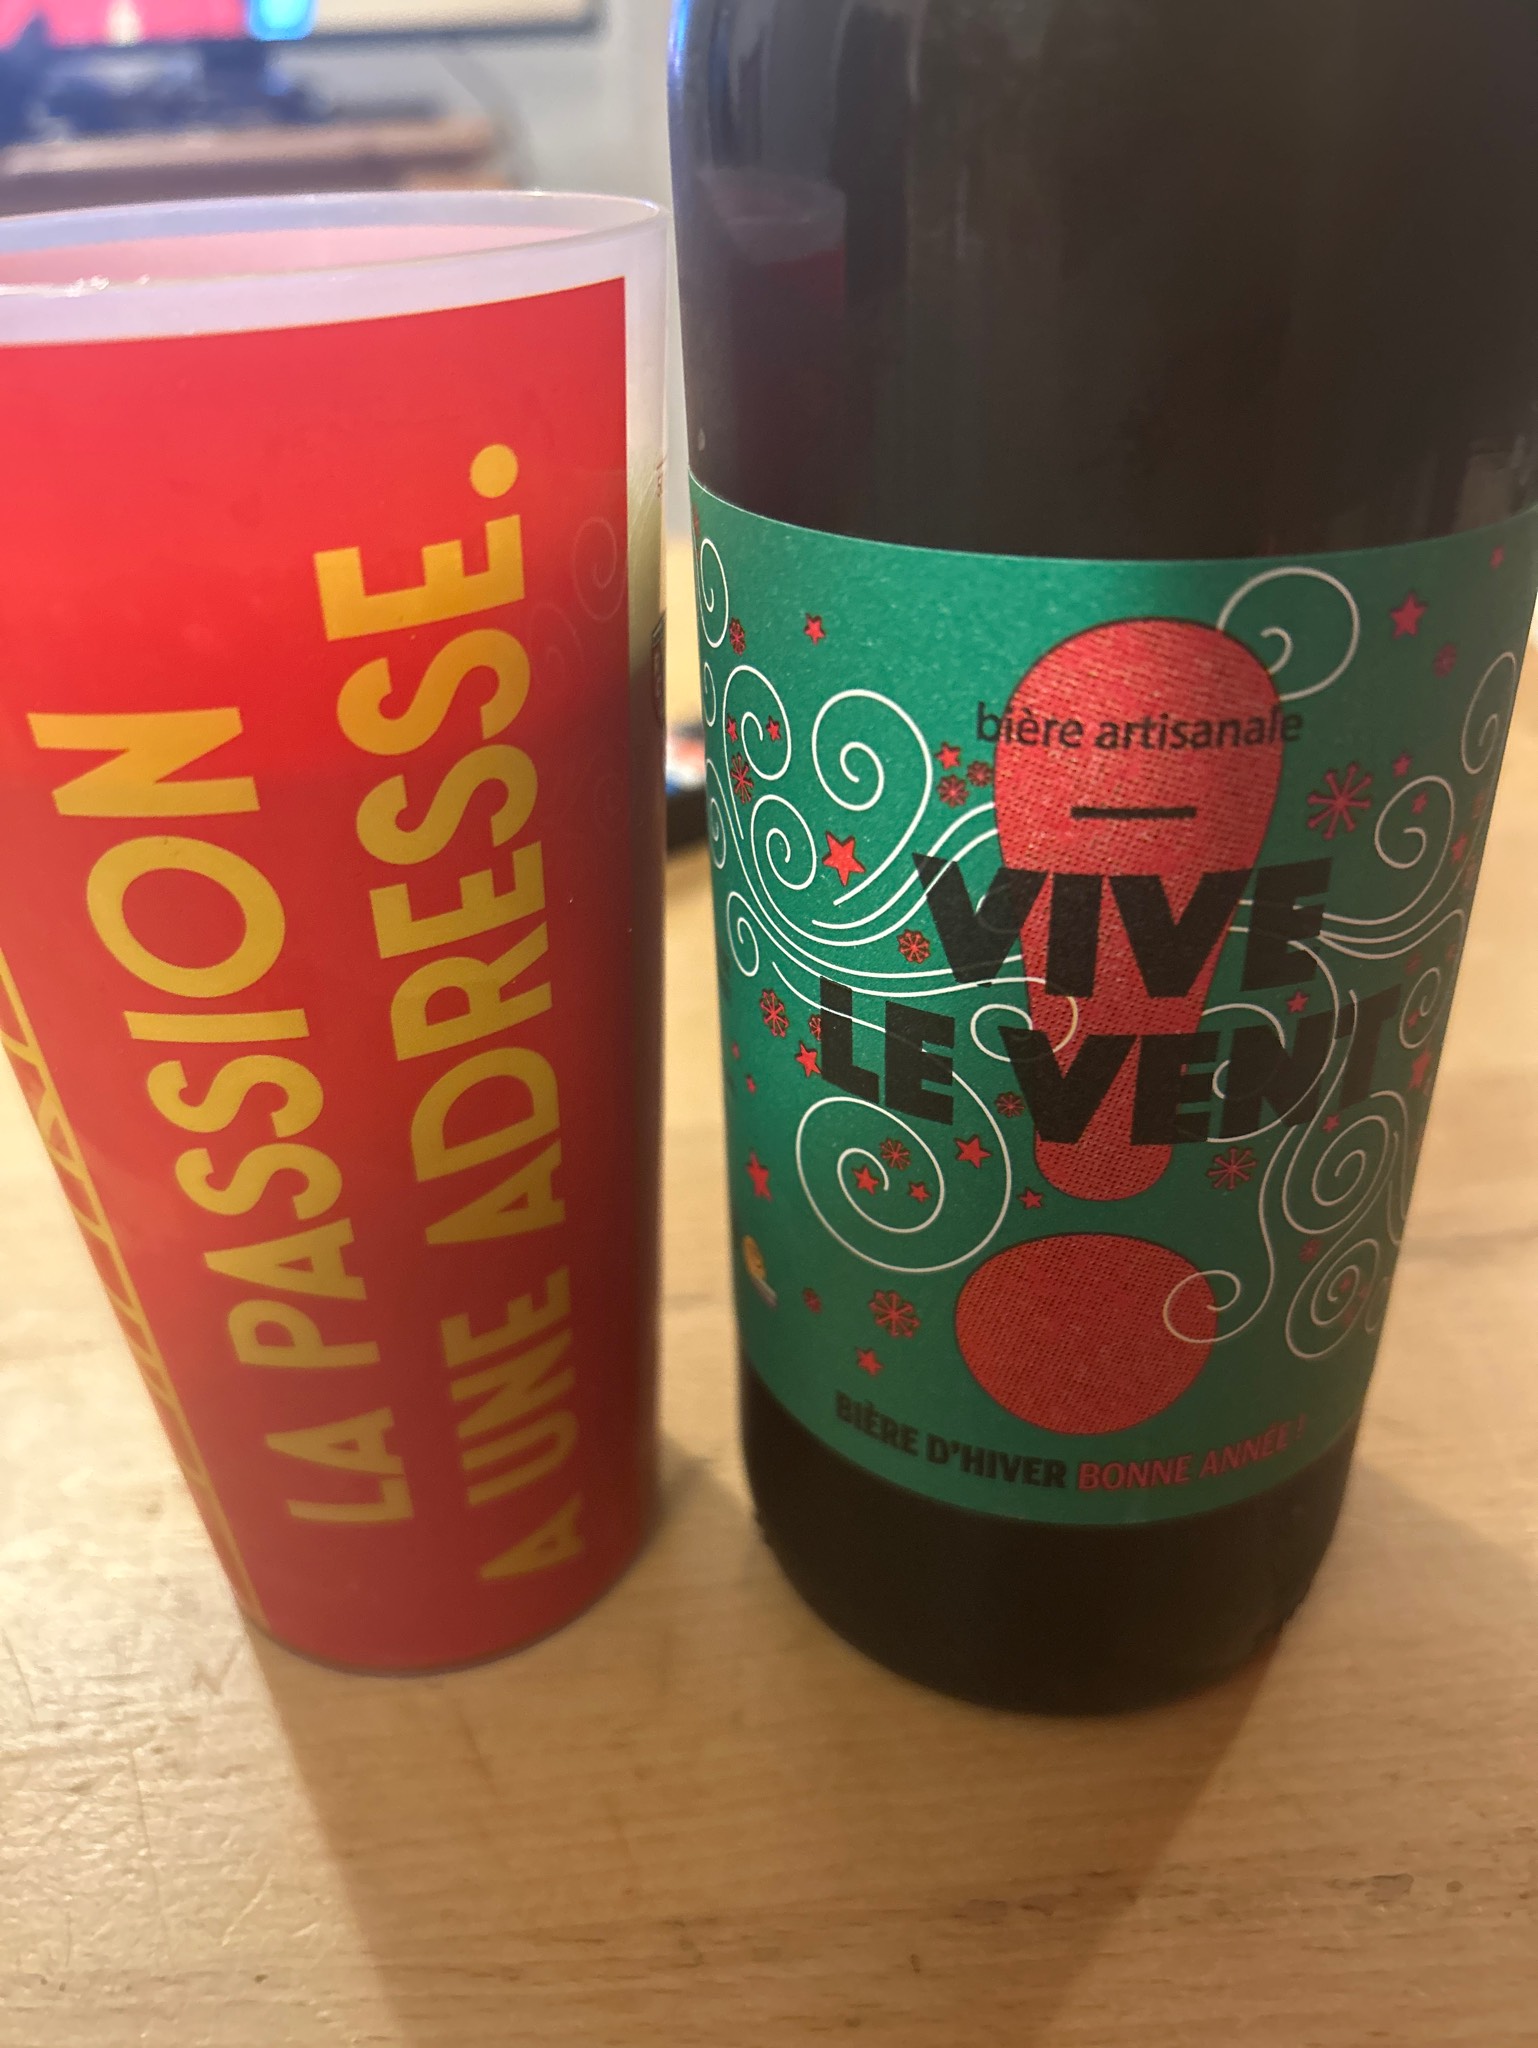 LA PASSION
A UNE ADRESSE.
bière artisanale
VIVE
LE VENT
BIÈRE D'HIVER BONNE ANNÉE !